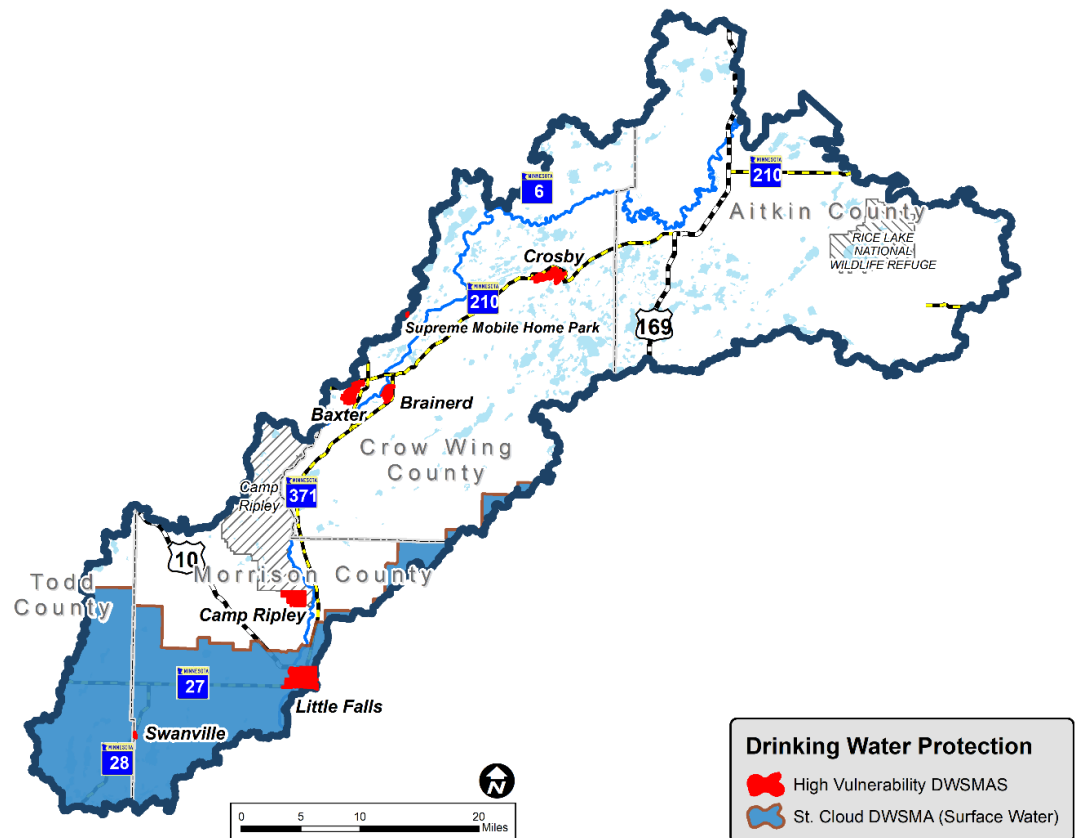 MINNESOTA
6
MINNESOTA
210
Aitkin County
RICE LAKE
NATIONAL
WILDLIFE REFUGE
Crosby
MINNESOTA
210
Supreme Mobile Home Park
169
Baxter
Brainerd
Crow Wing
County
Camp
Ripley
MINNESOTA
371
10
Todd
County
Morrison County
Camp Ripley
MINNESOTA
27
Little Falls
Swanville
MINNESOTA
28
N
0 5 10 20
Miles
Drinking Water Protection
High Vulnerability DWSMAS
St. Cloud DWSMA (Surface Water)